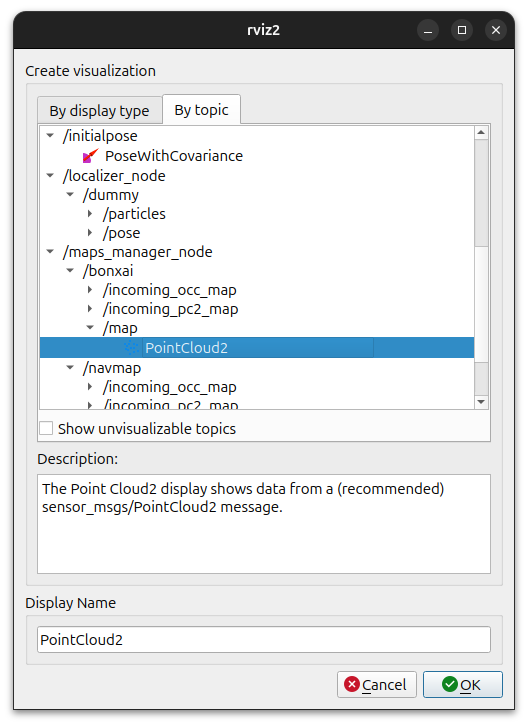 rviz2
Create visualization
By display type
By topic
/initialpose
PoseWithCovariance
/localizer_node
/dummy
/particles
/pose
/maps_manager_node
/bonxai
/incoming_occ_map
/incoming_pc2_map
/map
PointCloud2
/navmap
/incoming_occ_map
/incoming_pc2_map
Show unvisualizable topics
Description:
The Point Cloud2 display shows data from a (recommended)
sensor_msgs/PointCloud2 message.
Display Name
PointCloud2
Cancel
OK